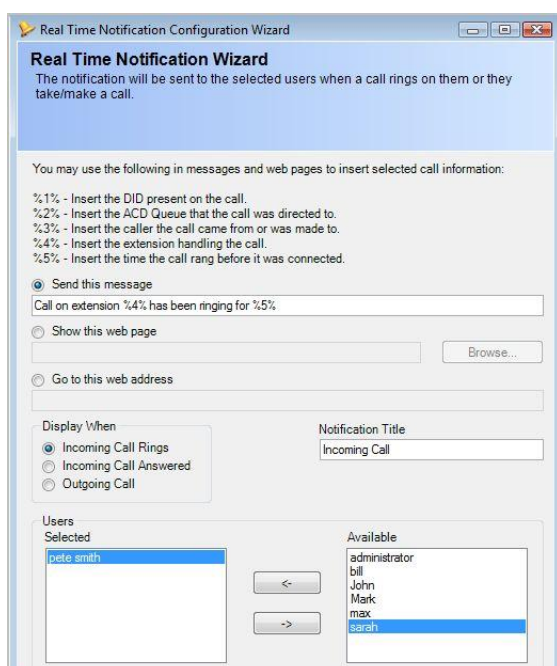 Real Time Notification Configuration Wizard
Real Time Notification Wizard
The notification will be sent to the selected users when a call rings on them or they
take/make a call.
You may use the following in messages and web pages to insert selected call information:
%1% - Insert the DID present on the call.
%2% - Insert the ACD Queue that the call was directed to.
%3% - Insert the caller the call came from or was made to.
%4% - Insert the extension handling the call.
%5% - Insert the time the call rang before it was connected.
Send this message
Call on extension %4% has been ringing for %5%
Show this web page
Browse...
Go to this web address
Display When
Incoming Call Rings
Incoming Call Answered
Outgoing Call
Notification Title
Incoming Call
Users
Selected
pete smith
<-
->
Available
administrator
bill
John
Mark
max
sarah